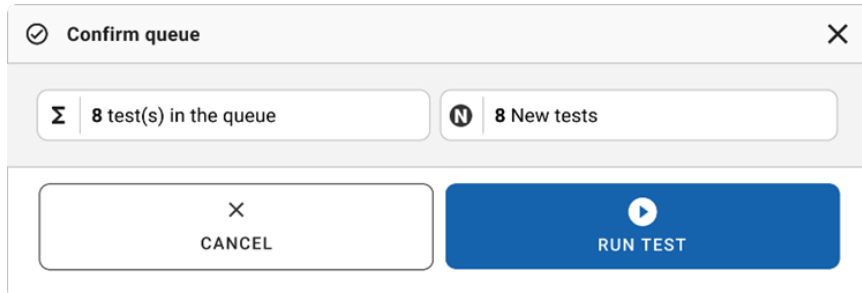 Confirm queue
Σ 8 test(s) in the queue
N 8 New tests
CANCEL
RUN TEST